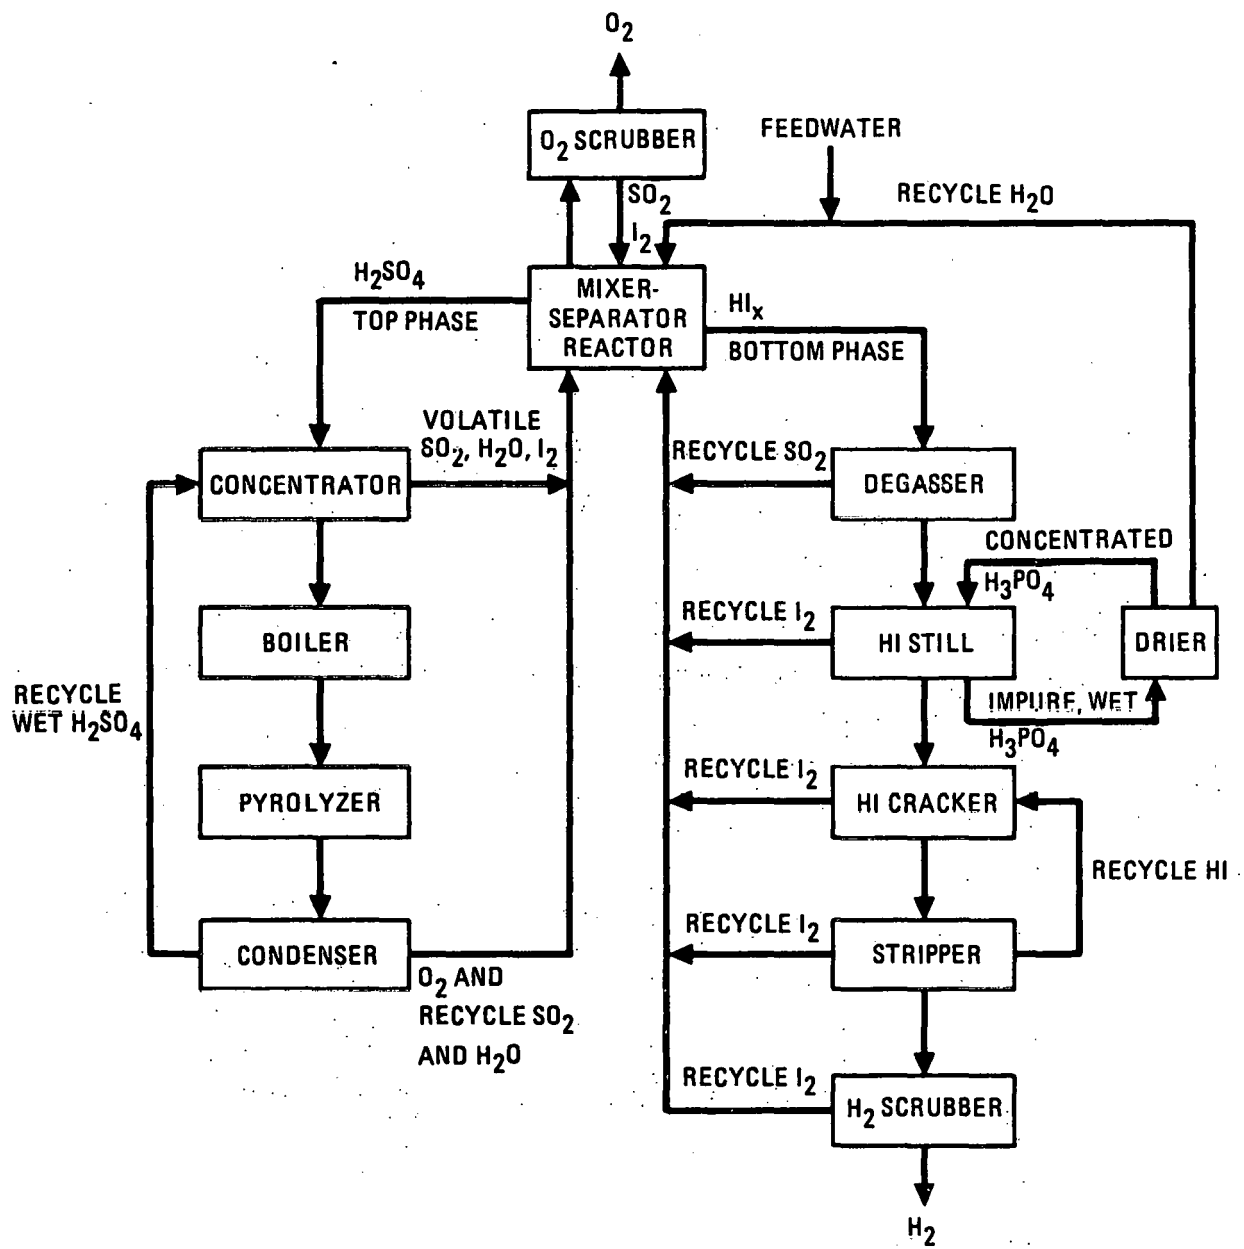 O2
O2 SCRUBBER
FEEDWATER
RECYCLE H2O
SO2
I2
H2SO4
TOP PHASE
MIXER-
SEPARATOR
REACTOR
HIx
BOTTOM PHASE
VOLATILE
SO2, H2O, I2
CONCENTRATOR
RECYCLE SO2
DEGASSER
CONCENTRATED
H3PO4
BOILER
RECYCLE I2
HI STILL
DRIER
IMPURE, WET
H3PO4
RECYCLE
WET H2SO4
PYROLYZER
RECYCLE I2
HI CRACKER
RECYCLE HI
CONDENSER
O2 AND
RECYCLE SO2
AND H2O
RECYCLE I2
STRIPPER
RECYCLE I2
H2 SCRUBBER
H2